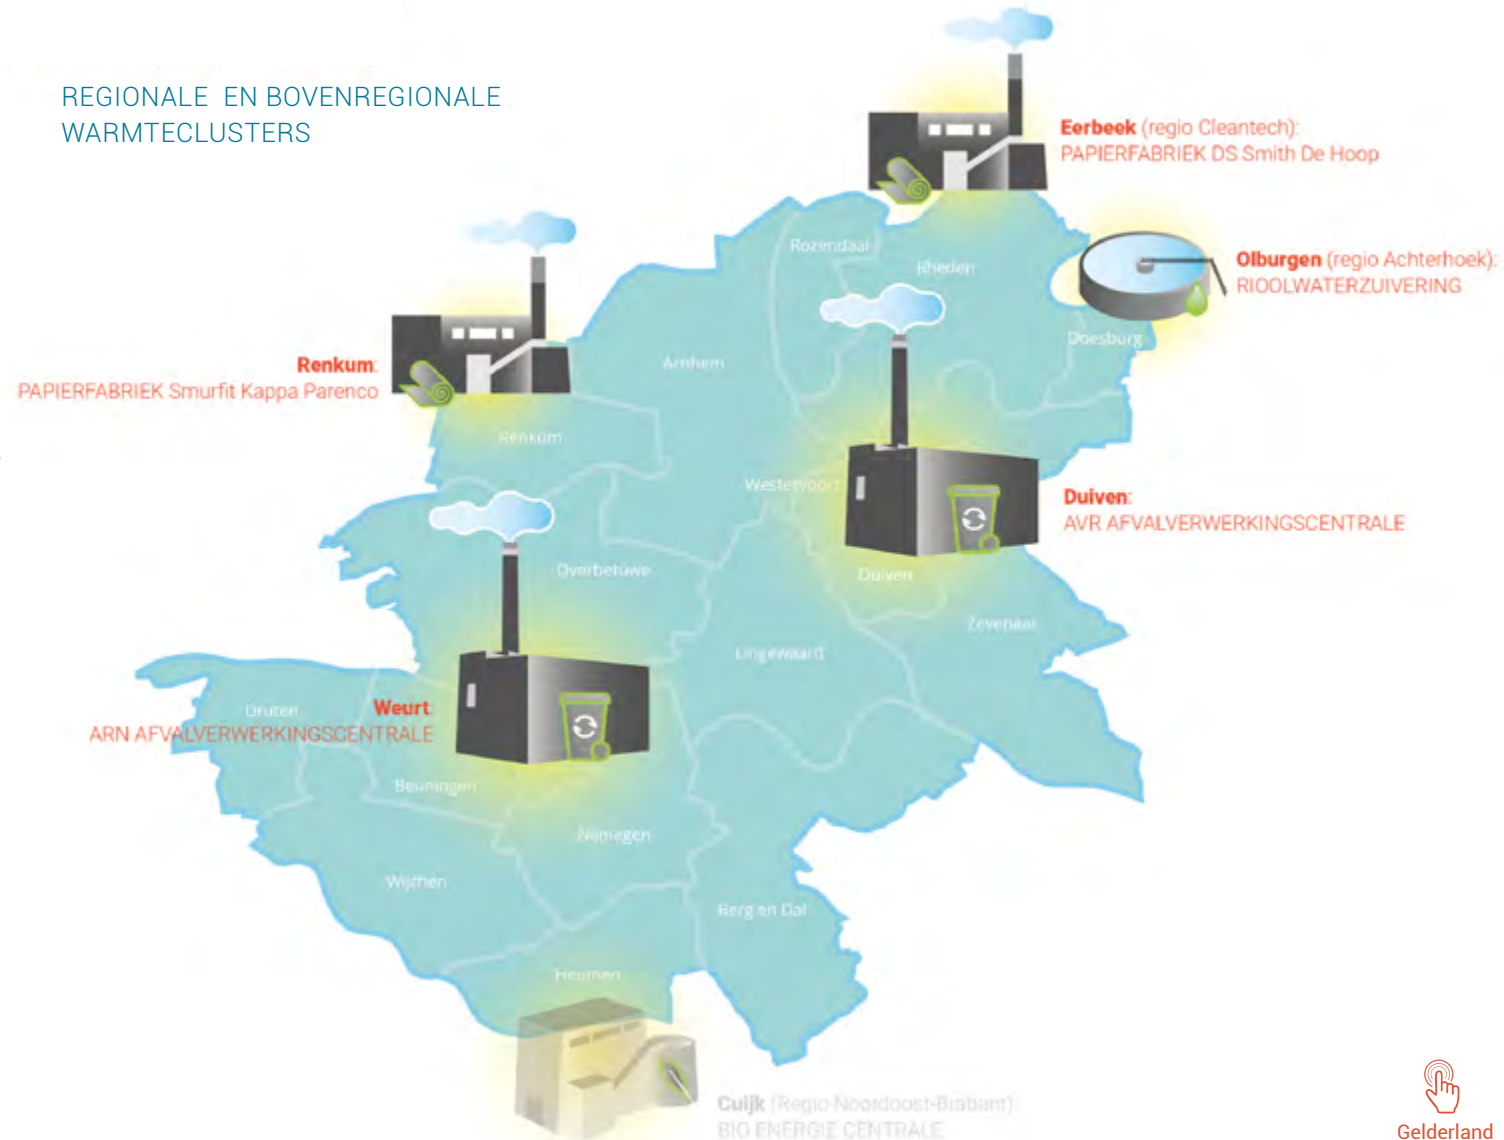 REGIONALE EN BOVENREGIONALE
WARMTECLUSTERS
Eerbeek (regio Cleantech):
PAPIERFABRIEK DS Smith De Hoop
Olburgen (regio Achterhoek):
RIOOLWATERZUIVERING
Rozendaal
Rheden
Doesburg
Arnhem
Renkum:
PAPIERFABRIEK Smurfit Kappa Parenco
Renkum
Westervoort
Duiven:
AVR AFVALVERWERKINGSCENTRALE
Overbetuwe
Duiven
Zevenaar
Lingewaard
Druten
Weurt:
ARN AFVALVERWERKINGSCENTRALE
Beuningen
Nijmegen
Wijchen
Berg en Dal
Heumen
Cuijk (Regio Noordoost-Brabant)
BIO ENERGIE CENTRALE
Gelderland